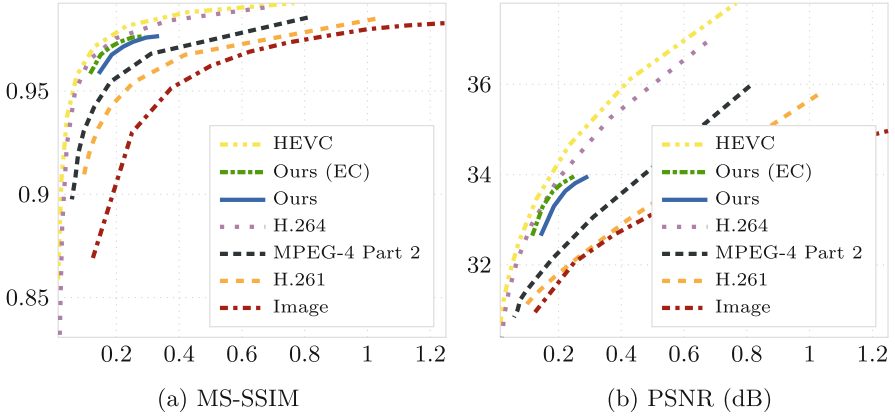 0.95
0.9
0.85
HEVC
Ours (EC)
Ours
H.264
MPEG-4 Part 2
H.261
Image
0.2 0.4 0.6 0.8 1 1.2
(a) MS-SSIM
36
34
32
HEVC
Ours (EC)
Ours
H.264
MPEG-4 Part 2
H.261
Image
0.2 0.4 0.6 0.8 1 1.2
(b) PSNR (dB)